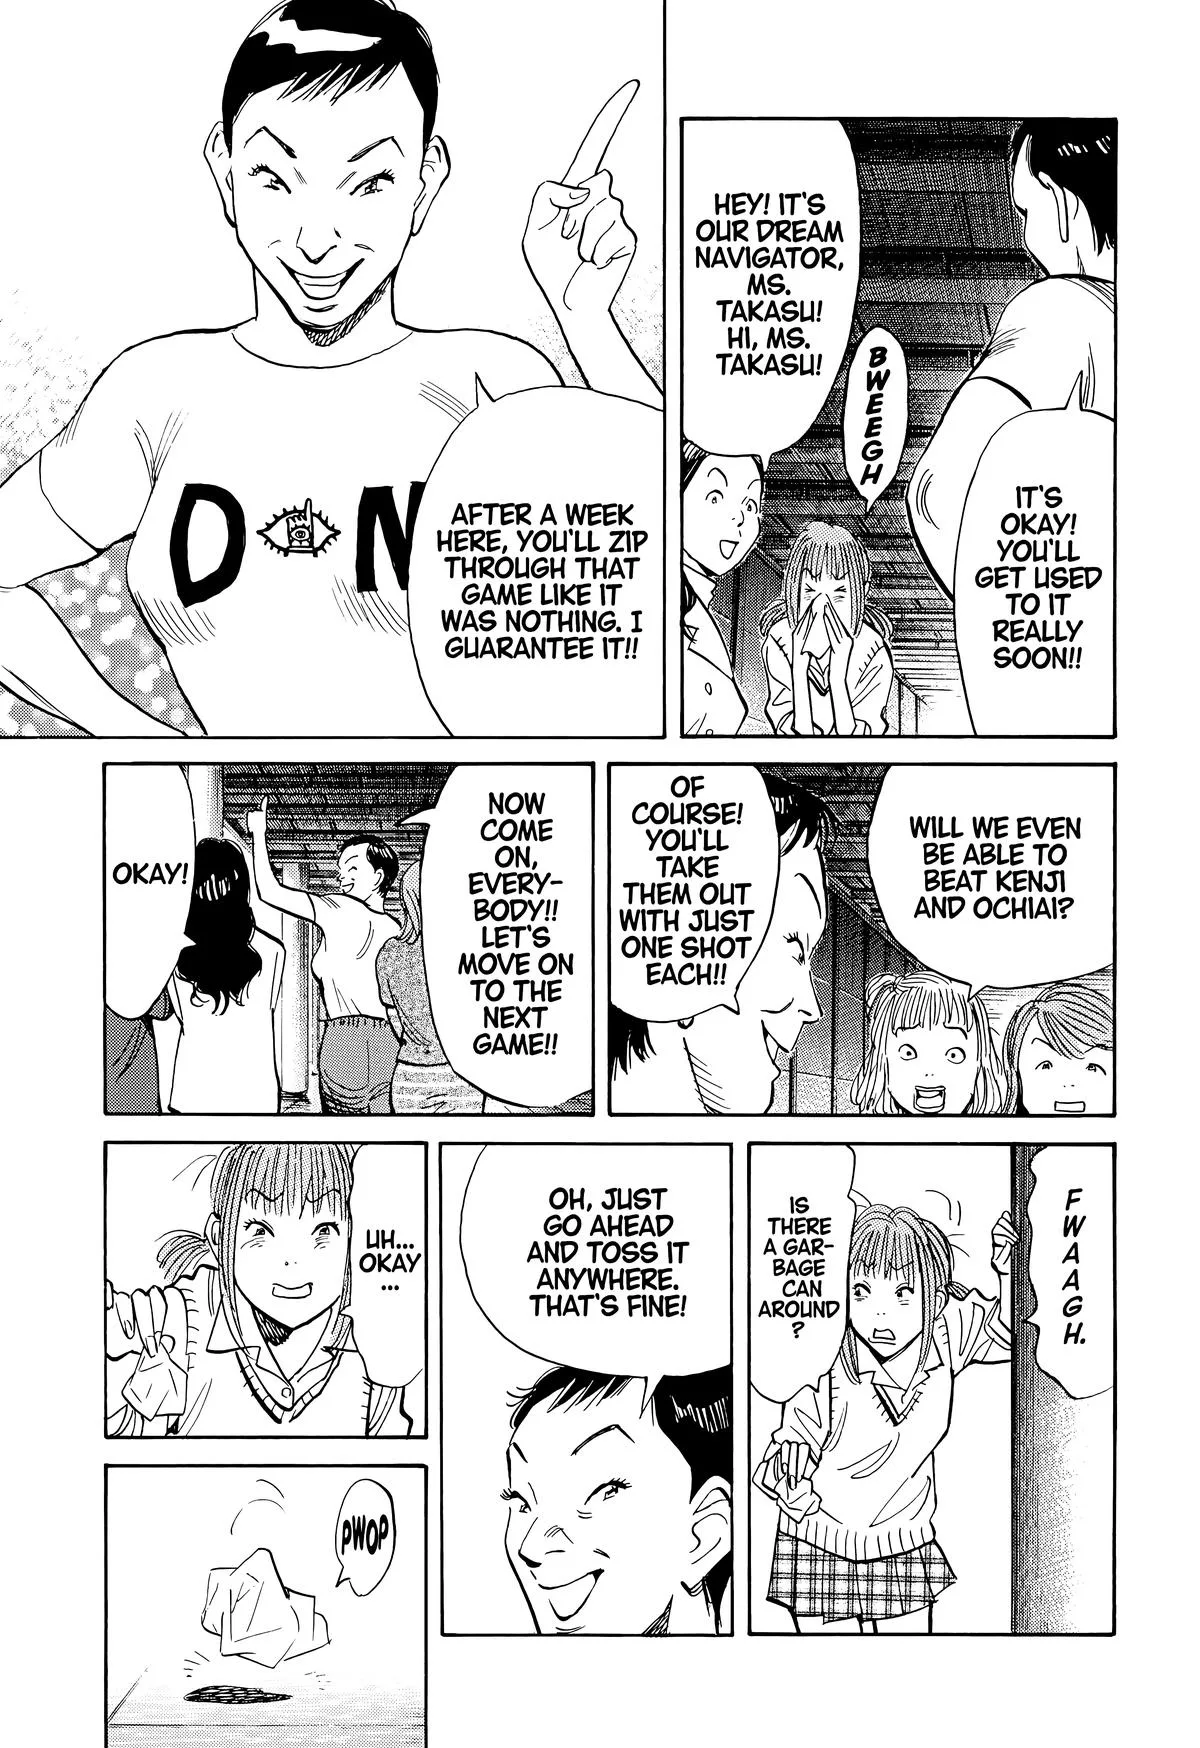 HEY! IT'S
OUR DREAM
NAVIGATOR,
MS.
TAKASU!
HI, MS.
TAKASU!
BWEEGH
IT'S
OKAY!
YOU'LL
GET USED
TO IT
REALLY
SOON!!
AFTER A WEEK
HERE, YOU'LL ZIP
THROUGH THAT
GAME LIKE IT
WAS NOTHING. I
GUARANTEE IT!!
D N
WILL WE EVEN
BE ABLE TO
BEAT KENJI
AND OCHIAI?
OF
COURSE!
YOU'LL
TAKE
THEM OUT
WITH JUST
ONE SHOT
EACH!!
NOW
COME
ON,
EVERY-
BODY!!
LET'S
MOVE ON
TO THE
NEXT
GAME!!
OKAY!
FWAAGH.
IS
THERE
A GAR-
BAGE
CAN
AROUND
?
OH, JUST
GO AHEAD
AND TOSS IT
ANYWHERE.
THAT'S FINE!
UH...
OKAY
...
PWOP